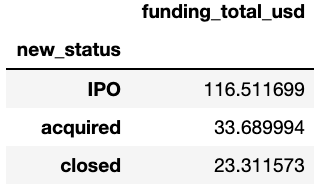 funding_total_usd
new_status
IPO 116.511699
acquired 33.689994
closed 23.311573